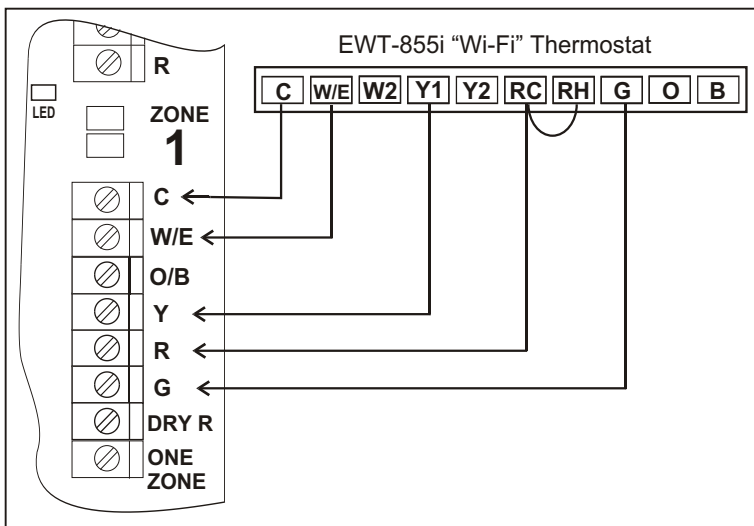 EWT-855i “Wi-Fi” Thermostat
C W/E W2 Y1 Y2 RC RH G O B
R
LED
ZONE
1
C
W/E
O/B
Y
R
G
DRY R
ONE
ZONE